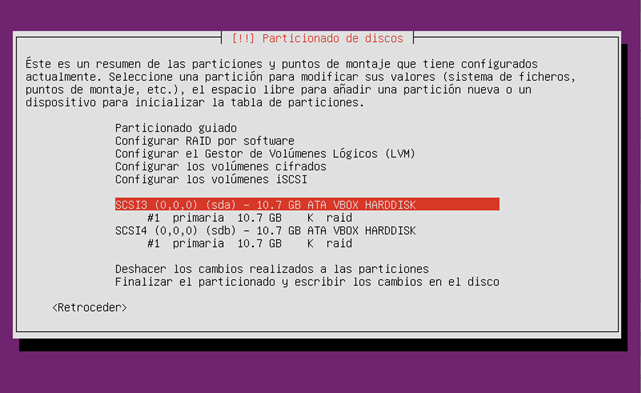 [!!] Particionado de discos
Éste es un resumen de las particiones y puntos de montaje que tiene configurados
actualmente. Seleccione una partición para modificar sus valores (sistema de ficheros,
puntos de montaje, etc.), el espacio libre para añadir una partición nueva o un
dispositivo para inicializar la tabla de particiones.
Particionado guiado
Configurar RAID por software
Configurar el Gestor de Volúmenes Lógicos (LVM)
Configurar los volúmenes cifrados
Configurar los volúmenes iSCSI
SCSI3 (0,0,0) (sda) - 10.7 GB ATA VBOX HARDDISK
#1 primaria 10.7 GB K raid
SCSI4 (0,0,0) (sdb) - 10.7 GB ATA VBOX HARDDISK
#1 primaria 10.7 GB K raid
Deshacer los cambios realizados a las particiones
Finalizar el particionado y escribir los cambios en el disco
<Retroceder>